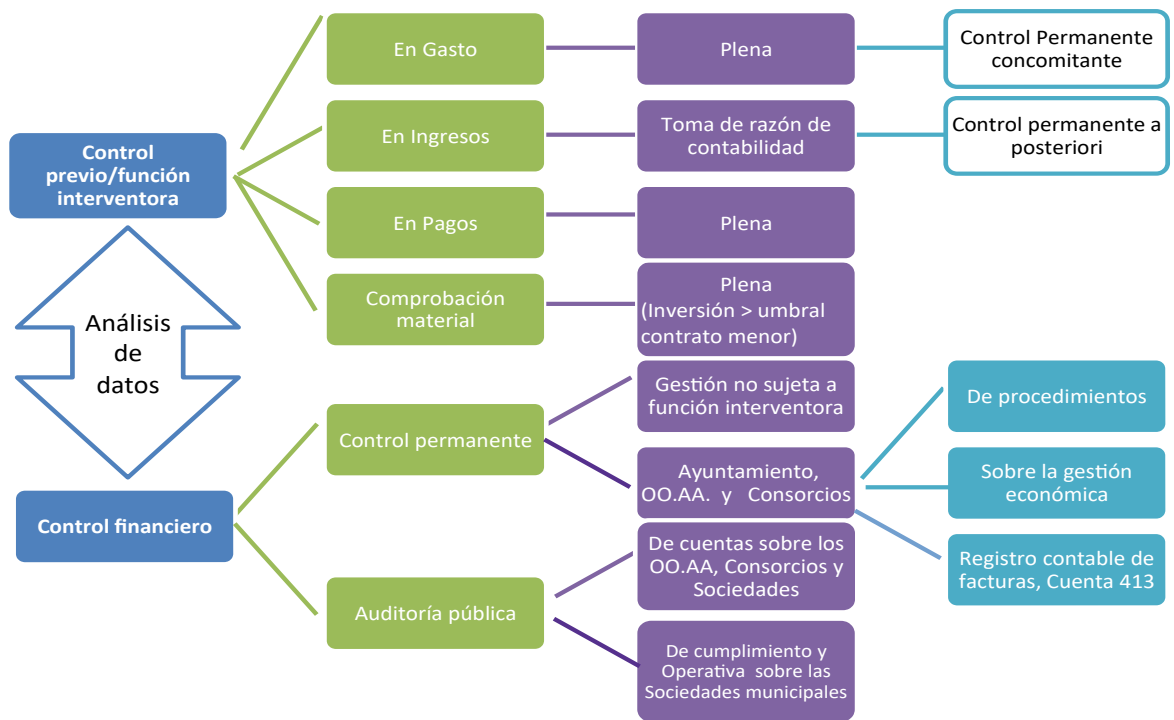 En Gasto
Plena
Control Permanente
concomitante
Control
previo/función
interventora
En Ingresos
Toma de razón de
contabilidad
Control permanente a
posteriori
En Pagos
Plena
Comprobación
material
Plena
(Inversión > umbral
contrato menor)
Análisis
de
datos
Control financiero
Control permanente
Gestión no sujeta a
función interventora
Ayuntamiento,
OO.AA. y Consorcios
De procedimientos
Sobre la gestión
económica
Registro contable de
facturas, Cuenta 413
Auditoría pública
De cuentas sobre los
OO.AA, Consorcios y
Sociedades
De cumplimiento y
Operativa sobre las
Sociedades municipales